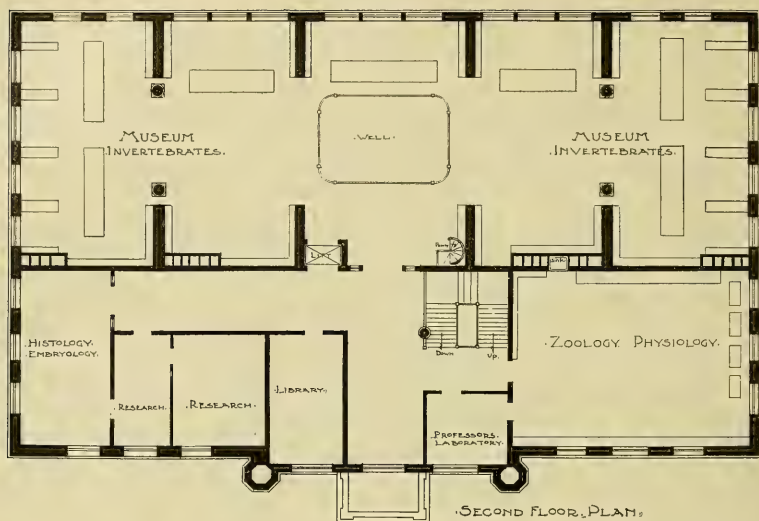 MUSEUM
INVERTEBRATES.
WELL.
MUSEUM
INVERTEBRATES.
LIFT
HISTOLOGY
EMBRYOLOGY.
RESEARCH.
RESEARCH.
LIBRARY.
DOWN
UP.
ZOOLOGY PHYSIOLOGY.
PROFESSORS.
LABORATORY.
SECOND FLOOR PLAN.